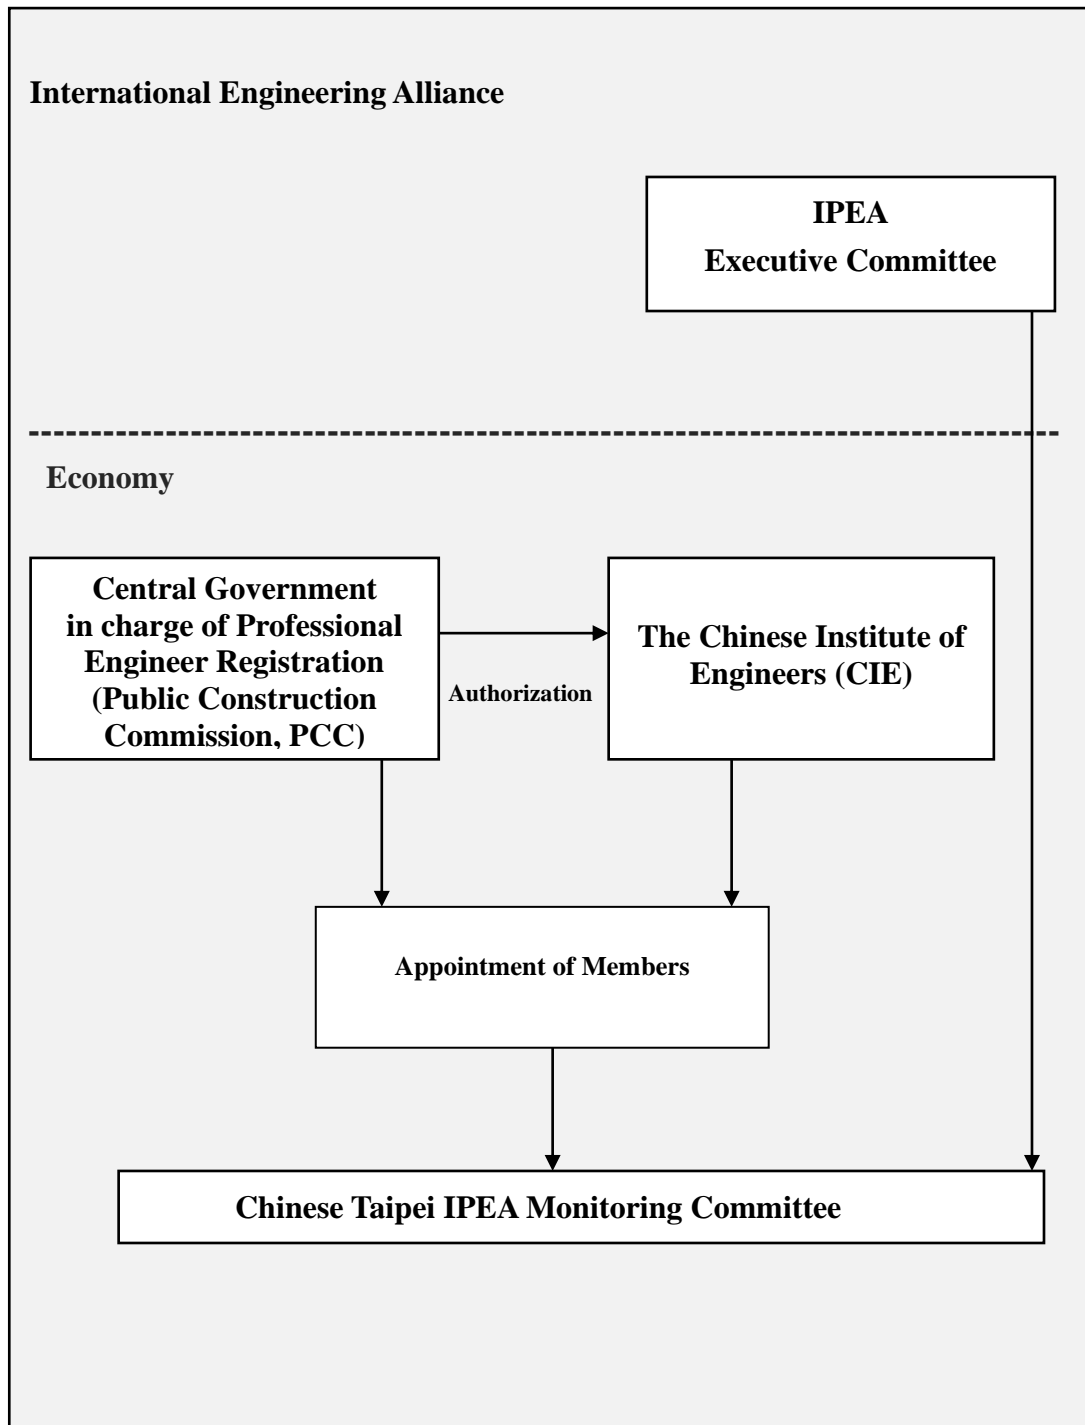 International Engineering Alliance
IPEA
Executive Committee
Economy
Central Government
in charge of Professional
Engineer Registration
(Public Construction
Commission, PCC)
Authorization
The Chinese Institute of
Engineers (CIE)
Appointment of Members
Chinese Taipei IPEA Monitoring Committee